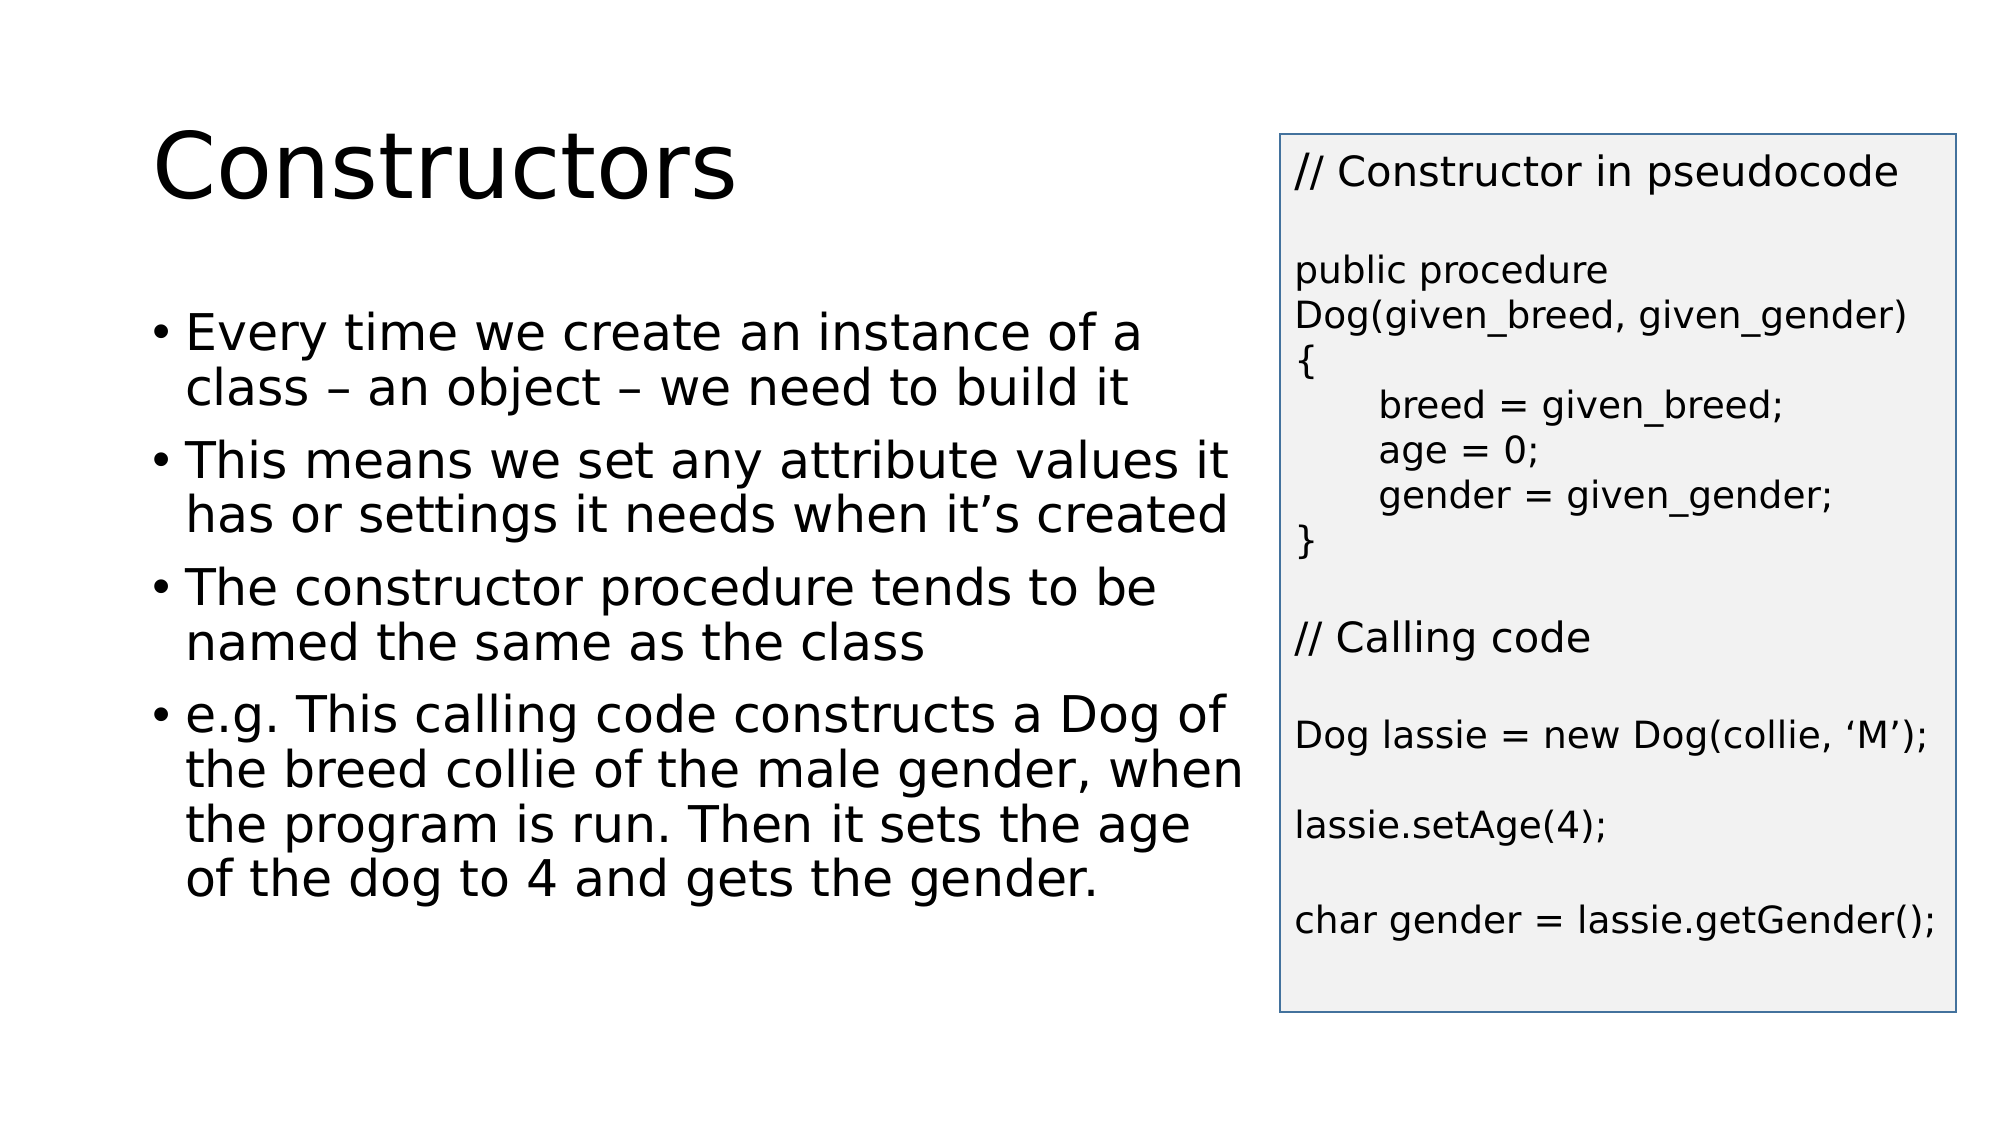 Constructors
• Every time we create an instance of a
class – an object – we need to build it
• This means we set any attribute values it
has or settings it needs when it’s created
• The constructor procedure tends to be
named the same as the class
• e.g. This calling code constructs a Dog of
the breed collie of the male gender, when
the program is run. Then it sets the age
of the dog to 4 and gets the gender.
// Constructor in pseudocode
public procedure
Dog(given_breed, given_gender)
{
breed = given_breed;
age = 0;
gender = given_gender;
}
// Calling code
Dog lassie = new Dog(collie, ‘M’);
lassie.setAge(4);
char gender = lassie.getGender();